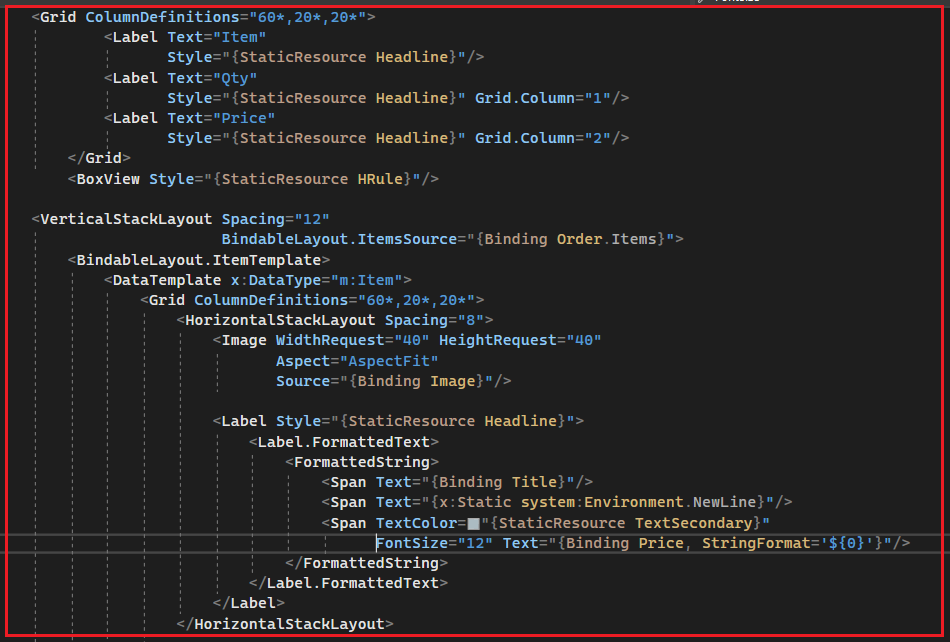 <Grid ColumnDefinitions="60*,20*,20*">
<Label Text="Item"
Style="{StaticResource Headline}"/>
<Label Text="Qty"
Style="{StaticResource Headline}" Grid.Column="1"/>
<Label Text="Price"
Style="{StaticResource Headline}" Grid.Column="2"/>
</Grid>
<BoxView Style="{StaticResource HRule}"/>
<VerticalStackLayout Spacing="12"
BindableLayout.ItemsSource="{Binding Order.Items}">
<BindableLayout.ItemTemplate>
<DataTemplate x:DataType="m:Item">
<Grid ColumnDefinitions="60*,20*,20*">
<HorizontalStackLayout Spacing="8">
<Image WidthRequest="40" HeightRequest="40"
Aspect="AspectFit"
Source="{Binding Image}"/>
<Label Style="{StaticResource Headline}">
<Label.FormattedText>
<FormattedString>
<Span Text="{Binding Title}"/>
<Span Text="{x:Static system:Environment.NewLine}"/>
<Span TextColor="{StaticResource TextSecondary}"
FontSize="12" Text="{Binding Price, StringFormat='${0}'}"/>
</FormattedString>
</Label.FormattedText>
</Label>
</HorizontalStackLayout>